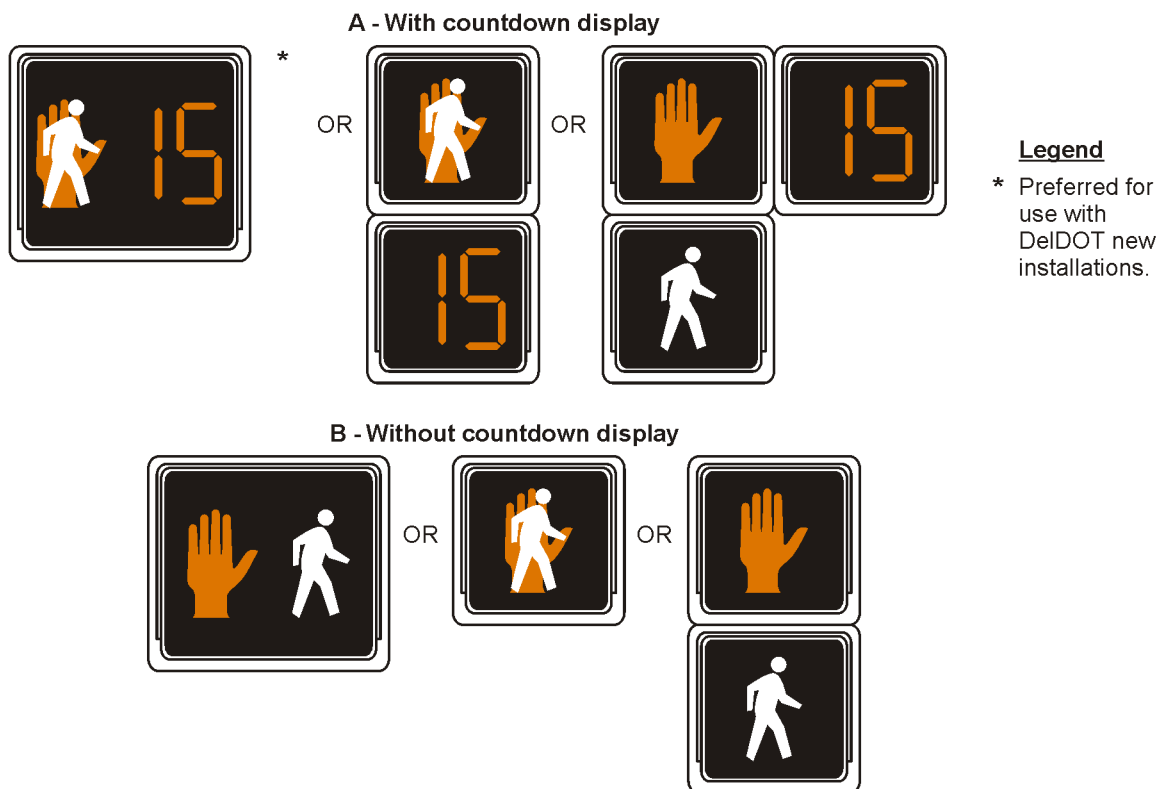 A - With countdown display
*
15
OR
OR
15
15
Legend
* Preferred for
use with
DelDOT new
installations.
B - Without countdown display
OR
OR